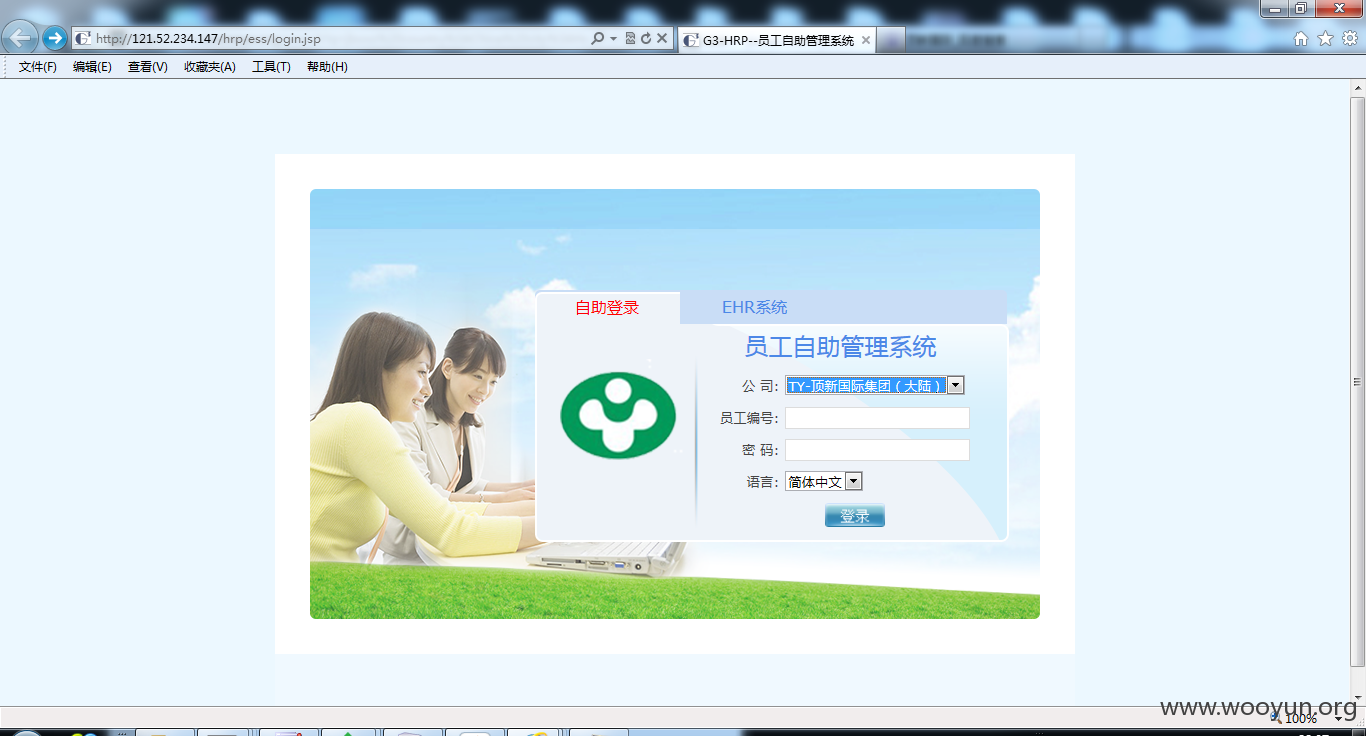 http://121.52.234.147/hrp/ess/login.jsp
G3-HRP--员工自助管理系统
文件(F) 编辑(E) 查看(V) 收藏夹(A) 工具(T) 帮助(H)
自助登录 EHR系统
员工自助管理系统
公 司: TY-顶新国际集团（大陆）
员工编号:
密 码:
语言: 简体中文
登录
www.wooyun.org
100%